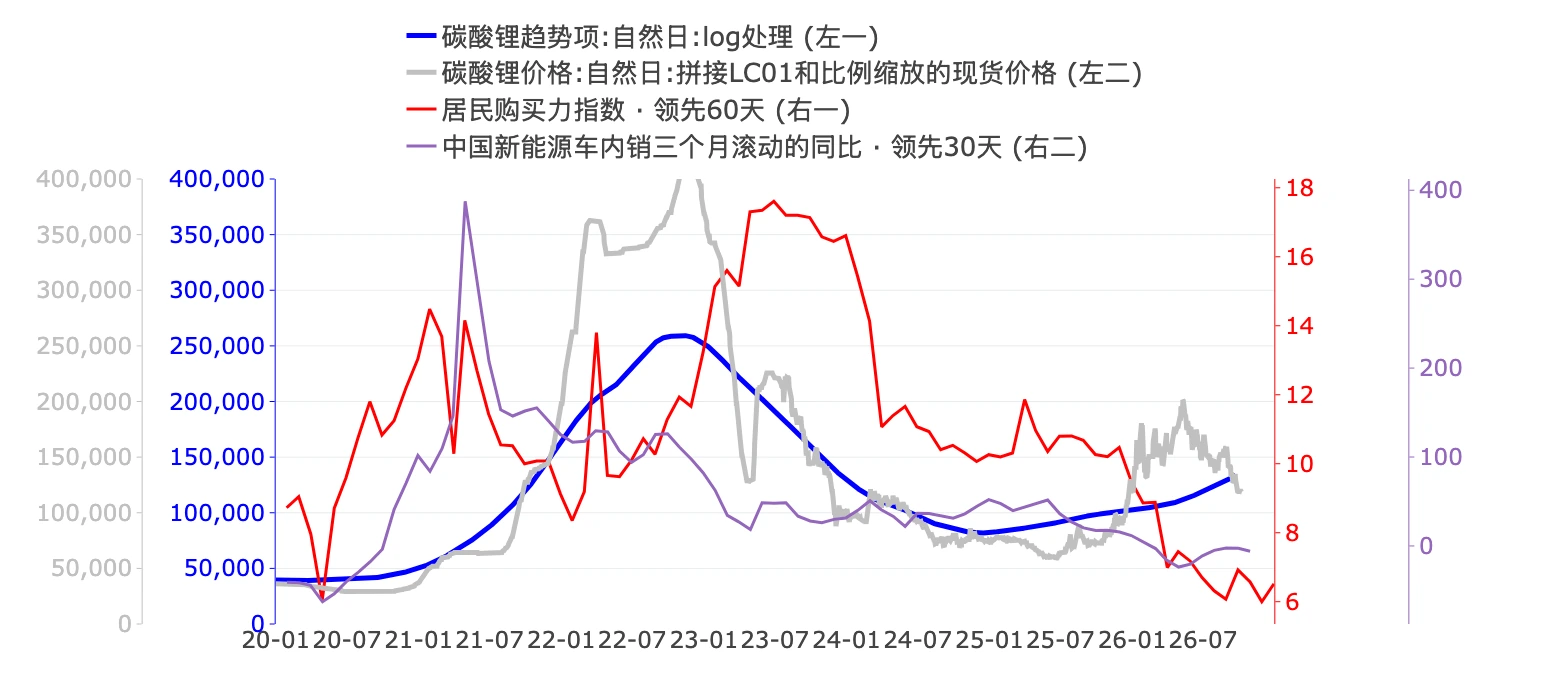 碳酸锂趋势项:自然日:log处理 (左一)
碳酸锂价格:自然日:拼接LC01和比例缩放的现货价格 (左二)
居民购买力指数 · 领先60天 (右一)
中国新能源车内销三个月滚动的同比 · 领先30天 (右二)
400,000 400,000 18 400
350,000 350,000 16 300
300,000 300,000 14
250,000 250,000 200
200,000 200,000 12
150,000 150,000 10 100
100,000 100,000 8 0
50,000 50,000 6
0 0
20-01 20-07 21-01 21-07 22-01 22-07 23-01 23-07 24-01 24-07 25-01 25-07 26-01 26-07